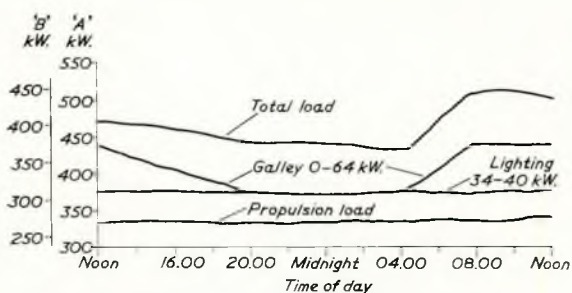 'B' 'A'
kW. kW.
550
450
500
Total load
400
450
350
Galley 0-64 kW.
Lighting
400
34-40 kW.
300
350
Propulsion load
250
300
Noon 16.00 20.00 Midnight 04.00 08.00 Noon
Time of day